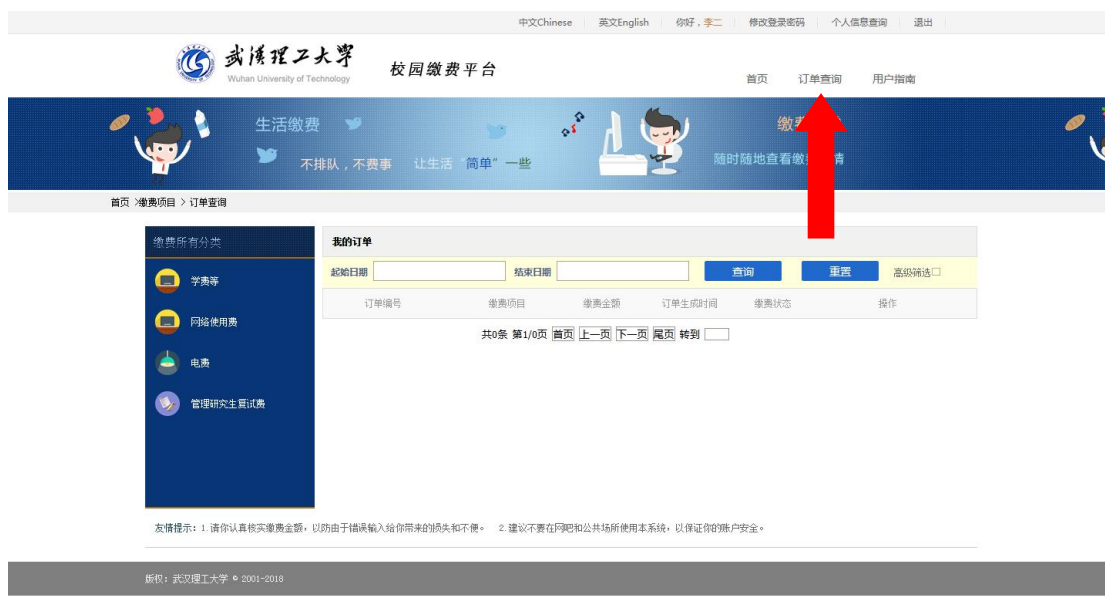 中文Chinese 英文English 你好，李二 修改登录密码 个人信息查询 退出
武汉理工大学
Wuhan University of Technology
校园缴费平台
首页 订单查询 用户指南
生活缴费
不排队，不费事 让生活“简单”一些
缴费
随时随地查看缴 情
首页 >缴费项目 > 订单查询
缴费所有分类
学费等
网络使用费
电费
管理研究生复试费
我的订单
起始日期 结束日期 查询 重置 高级筛选
订单编号 缴费项目 缴费金额 订单生成时间 缴费状态 操作
共0条 第1/0页 首页 上一页 下一页 尾页 转到
友情提示：1.请你认真核实缴费金额，以防由于错误输入给你带来的损失和不便。 2.建议不要在网吧和公共场所使用本系统，以保证你的账户安全。
版权：武汉理工大学 © 2001-2018